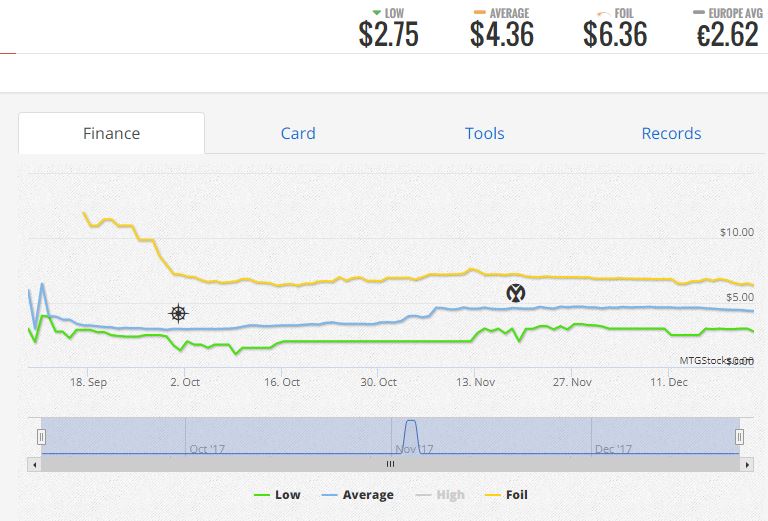 LOW AVERAGE FOIL EUROPE AVG
$2.75 $4.36 $6.36 €2.62
Finance Card Tools Records
$10.00
$5.00
MTGStocks.com
$0.00
18. Sep 2. Oct 16. Oct 30. Oct 13. Nov 27. Nov 11. Dec
Oct '17 Nov '17 Dec '17
Low Average High Foil